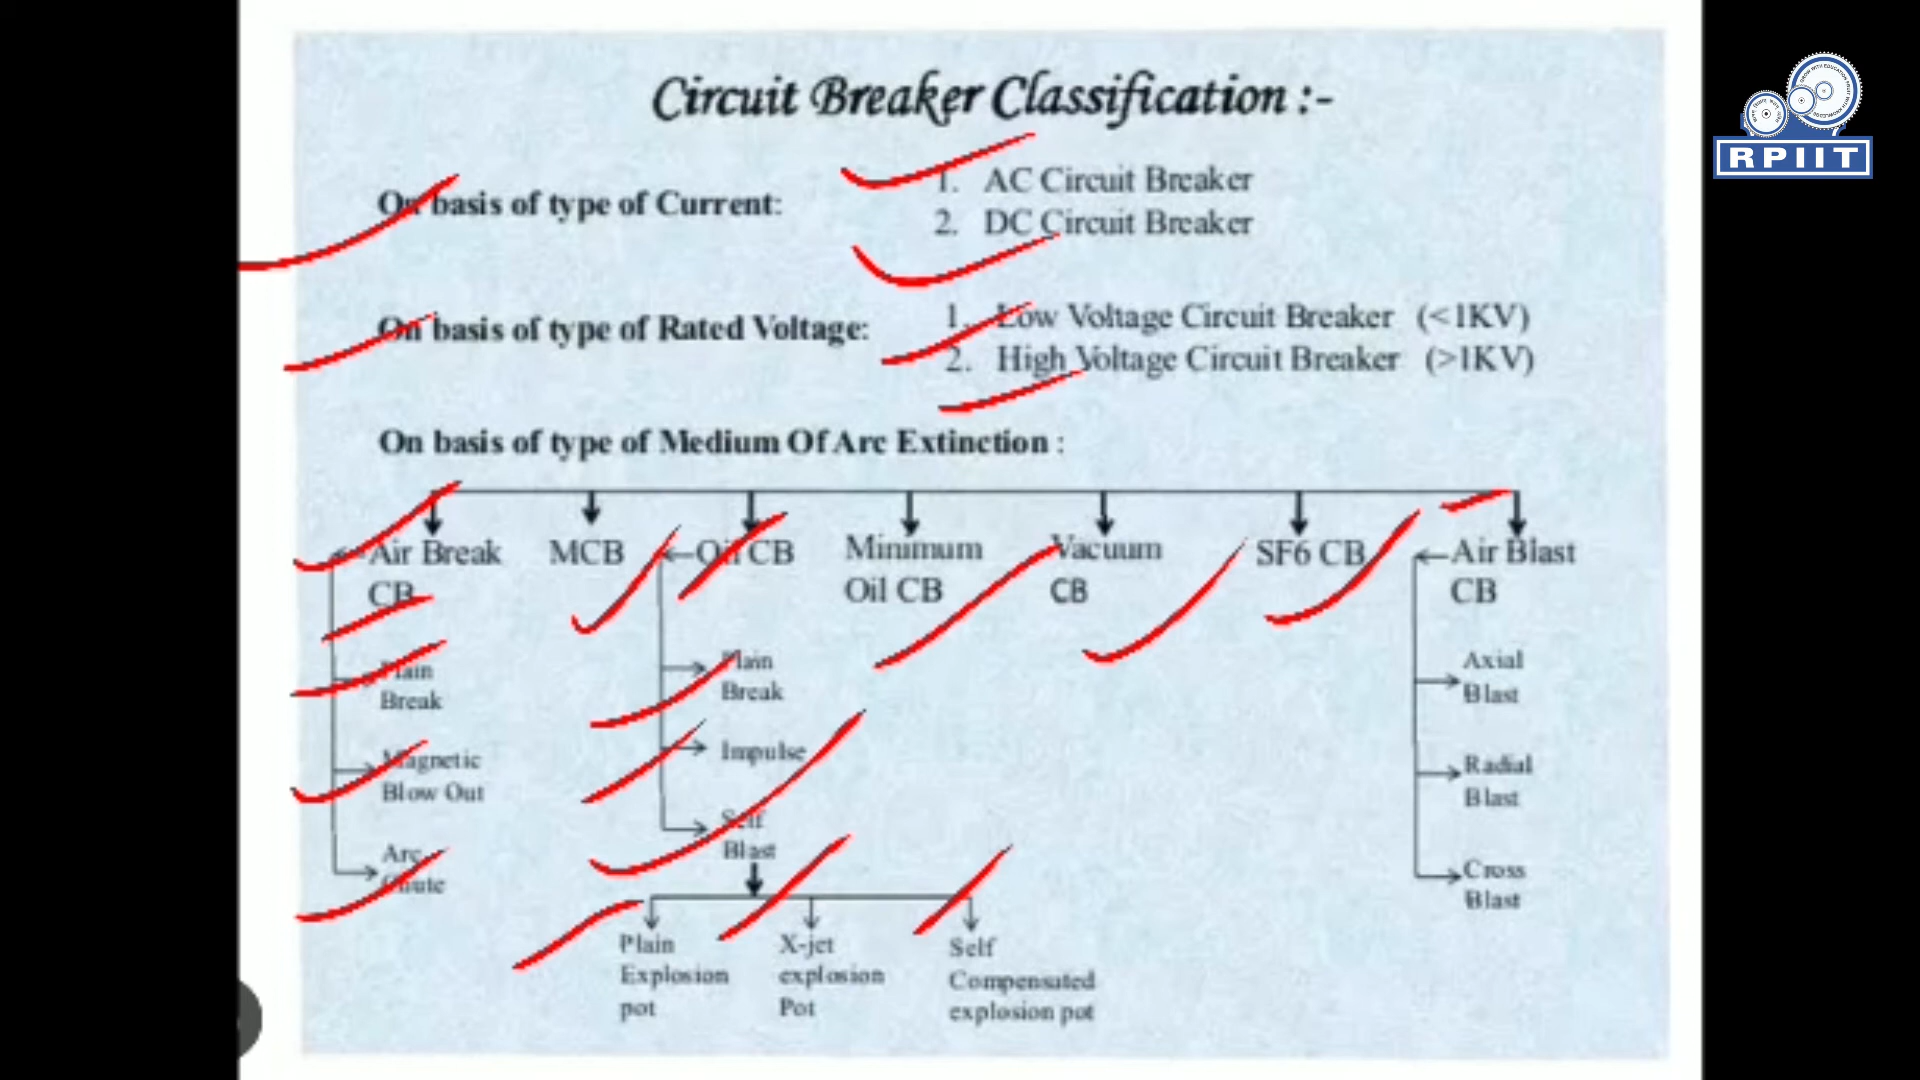 Circuit Breaker Classification :-
On basis of type of Current:
1. AC Circuit Breaker
2. DC Circuit Breaker
On basis of type of Rated Voltage:
1. Low Voltage Circuit Breaker (<1KV)
2. High Voltage Circuit Breaker (>1KV)
On basis of type of Medium Of Arc Extinction :
Air Break
CB
MCB
Oil CB
Minimum
Oil CB
Vacuum
CB
SF6 CB
Air Blast
CB
Plain
Break
Magnetic
Blow Out
Arc
Chute
Plain
Break
Impulse
Self
Blast
Plain
Explosion
pot
X-jet
explosion
Pot
Self
Compensated
explosion pot
Axial
Blast
Radial
Blast
Cross
Blast
RPIIT